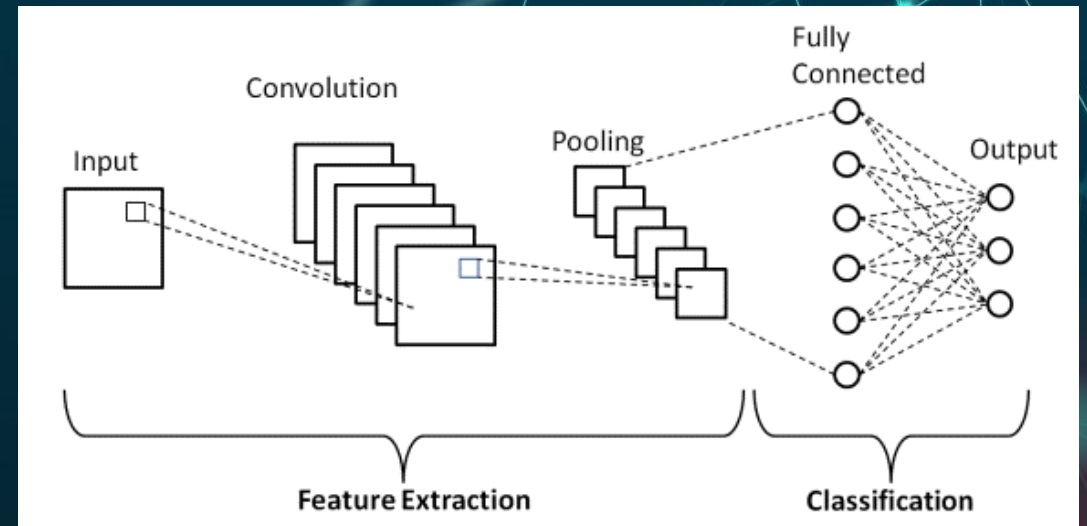 Input
Convolution
Pooling
Fully
Connected
Output
Feature Extraction
Classification